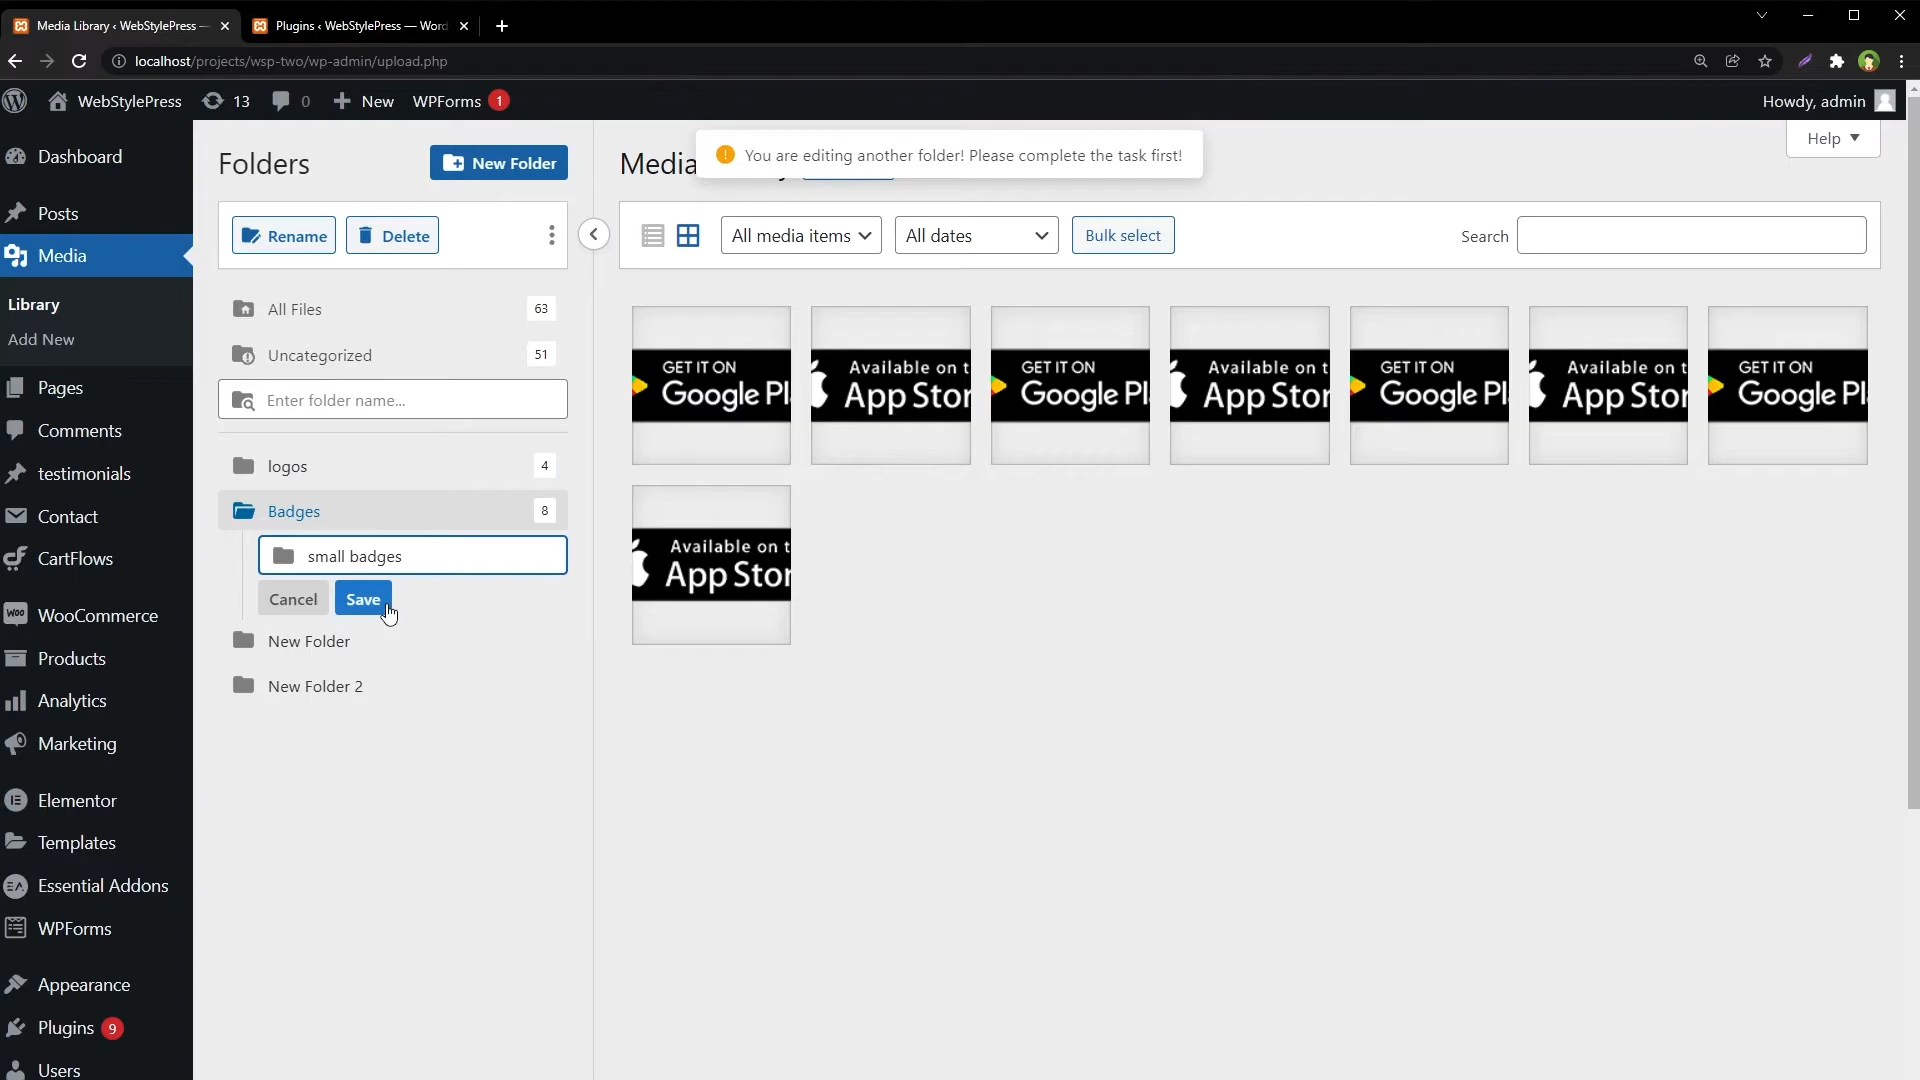 Media Library ‹ WebStylePress —
Plugins ‹ WebStylePress — Word
localhost/projects/wsp-two/wp-admin/upload.php
WebStylePress
13
0
New
WPForms
1
Howdy, admin
Dashboard
Posts
Media
Library
Add New
Pages
Comments
testimonials
Contact
CartFlows
WooCommerce
Products
Analytics
Marketing
Elementor
Templates
Essential Addons
WPForms
Appearance
Plugins 9
Users
Folders
New Folder
Rename
Delete
All Files 63
Uncategorized 51
Enter folder name...
logos 4
Badges 8
small badges
Cancel
Save
New Folder
New Folder 2
You are editing another folder! Please complete the task first!
Help
Media
All media items
All dates
Bulk select
Search
GET IT ON
Google Pl
Available on t
App Stor
GET IT ON
Google Pl
Available on t
App Stor
GET IT ON
Google Pl
Available on t
App Stor
GET IT ON
Google Pl
Available on t
App Stor